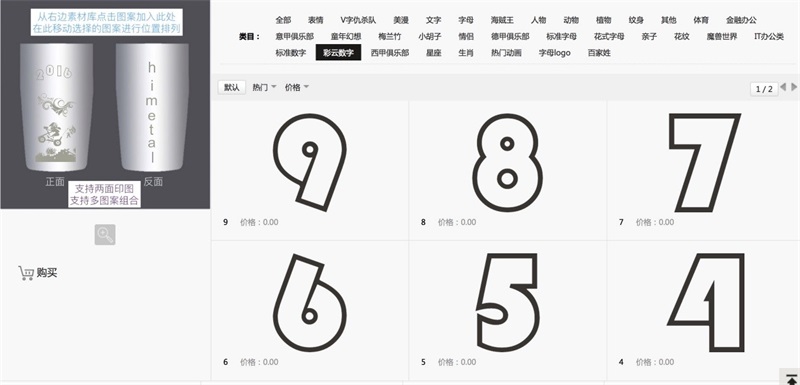 从右边素材库点击图案加入此处
在此移动选择的图案进行位置排列
2016
himetal
正面 反面
支持两面印图
支持多图案组合
购买
类目：
全部 表情 V字仇杀队 美漫 文字 字母 海贼王 人物 动物 植物 纹身 其他 体育 金融办公
意甲俱乐部 童年幻想 梅兰竹 小胡子 情侣 德甲俱乐部 标准字母 花式字母 亲子 花纹 魔兽世界 IT办公类
标准数字 彩云数字 西甲俱乐部 星座 生肖 热门动画 字母logo 百家姓
默认 热门 价格 1 / 2
9 8 7
9 价格：0.00 8 价格：0.00 7 价格：0.00
6 5 4
6 价格：0.00 5 价格：0.00 4 价格：0.00